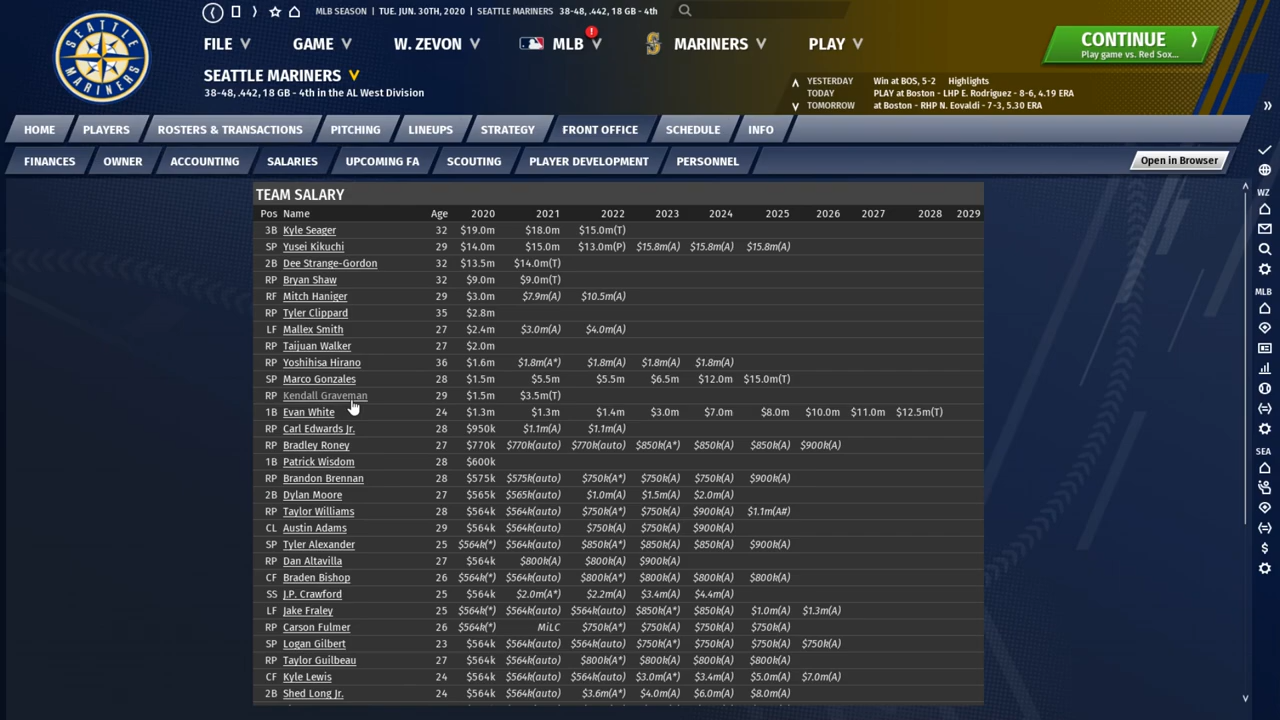 MLB SEASON | TUE. JUN. 30TH, 2020 | SEATTLE MARINERS 38-48, .442, 18 GB - 4th
SEATTLE MARINERS
FILE GAME W. ZEVON MLB ! MARINERS PLAY
CONTINUE
Play game vs. Red Sox...
SEATTLE MARINERS
38-48, .442, 18 GB - 4th in the AL West Division
YESTERDAY Win at BOS, 5-2 Highlights
TODAY PLAY at Boston - LHP E. Rodriguez - 8-6, 4.19 ERA
TOMORROW at Boston - RHP N. Eovaldi - 7-3, 5.30 ERA
HOME PLAYERS ROSTERS & TRANSACTIONS PITCHING LINEUPS STRATEGY FRONT OFFICE SCHEDULE INFO
FINANCES OWNER ACCOUNTING SALARIES UPCOMING FA SCOUTING PLAYER DEVELOPMENT PERSONNEL Open in Browser
TEAM SALARY
Pos Name Age 2020 2021 2022 2023 2024 2025 2026 2027 2028 2029
3B Kyle Seager 32 $19.0m $18.0m $15.0m(T)
SP Yusei Kikuchi 29 $14.0m $15.0m $13.0m(P) $15.8m(A) $15.8m(A) $15.8m(A)
2B Dee Strange-Gordon 32 $13.5m $14.0m(T)
RP Bryan Shaw 32 $9.0m $9.0m(T)
RF Mitch Haniger 29 $3.0m $7.9m(A) $10.5m(A)
RP Tyler Clippard 35 $2.8m
LF Mallex Smith 27 $2.4m $3.0m(A) $4.0m(A)
RP Taijuan Walker 27 $2.0m
RP Yoshihisa Hirano 36 $1.6m $1.8m(A*) $1.8m(A) $1.8m(A) $1.8m(A)
SP Marco Gonzales 28 $1.5m $5.5m $5.5m $6.5m $12.0m $15.0m(T)
RP Kendall Graveman 29 $1.5m $3.5m(T)
1B Evan White 24 $1.3m $1.3m $1.4m $3.0m $7.0m $8.0m $10.0m $11.0m $12.5m(T)
RP Carl Edwards Jr. 28 $950k $1.1m(A) $1.1m(A)
RP Bradley Roney 27 $770k $770k(auto) $770k(auto) $850k(A*) $850k(A) $850k(A) $900k(A)
1B Patrick Wisdom 28 $600k
RP Brandon Brennan 28 $575k $575k(auto) $750k(A*) $750k(A) $750k(A) $900k(A)
2B Dylan Moore 27 $565k $565k(auto) $1.0m(A) $1.5m(A) $2.0m(A)
RP Taylor Williams 28 $564k $564k(auto) $750k(A*) $750k(A) $900k(A) $1.1m(A#)
CL Austin Adams 29 $564k $564k(auto) $750k(A) $750k(A) $900k(A)
SP Tyler Alexander 25 $564k(*) $564k(auto) $850k(A*) $850k(A) $850k(A) $900k(A)
RP Dan Altavilla 27 $564k $800k(A) $800k(A) $900k(A)
CF Braden Bishop 26 $564k(*) $564k(auto) $800k(A*) $800k(A) $800k(A) $800k(A)
SS J.P. Crawford 25 $564k $2.0m(A*) $2.2m(A) $3.4m(A) $4.4m(A)
LF Jake Fraley 25 $564k(*) $564k(auto) $564k(auto) $850k(A*) $850k(A) $1.0m(A) $1.3m(A)
RP Carson Fulmer 26 $564k(*) MiLC $750k(A*) $750k(A) $750k(A) $750k(A)
SP Logan Gilbert 23 $564k $564k(auto) $564k(auto) $750k(A*) $750k(A) $750k(A) $750k(A)
RP Taylor Guilbeau 27 $564k $564k(auto) $800k(A*) $800k(A) $800k(A) $800k(A)
CF Kyle Lewis 24 $564k $564k(auto) $564k(auto) $3.0m(A*) $3.4m(A) $5.0m(A) $7.0m(A)
2B Shed Long Jr. 24 $564k $564k(auto) $3.6m(A*) $4.0m(A) $6.0m(A) $8.0m(A)
WZ
MLB
SEA